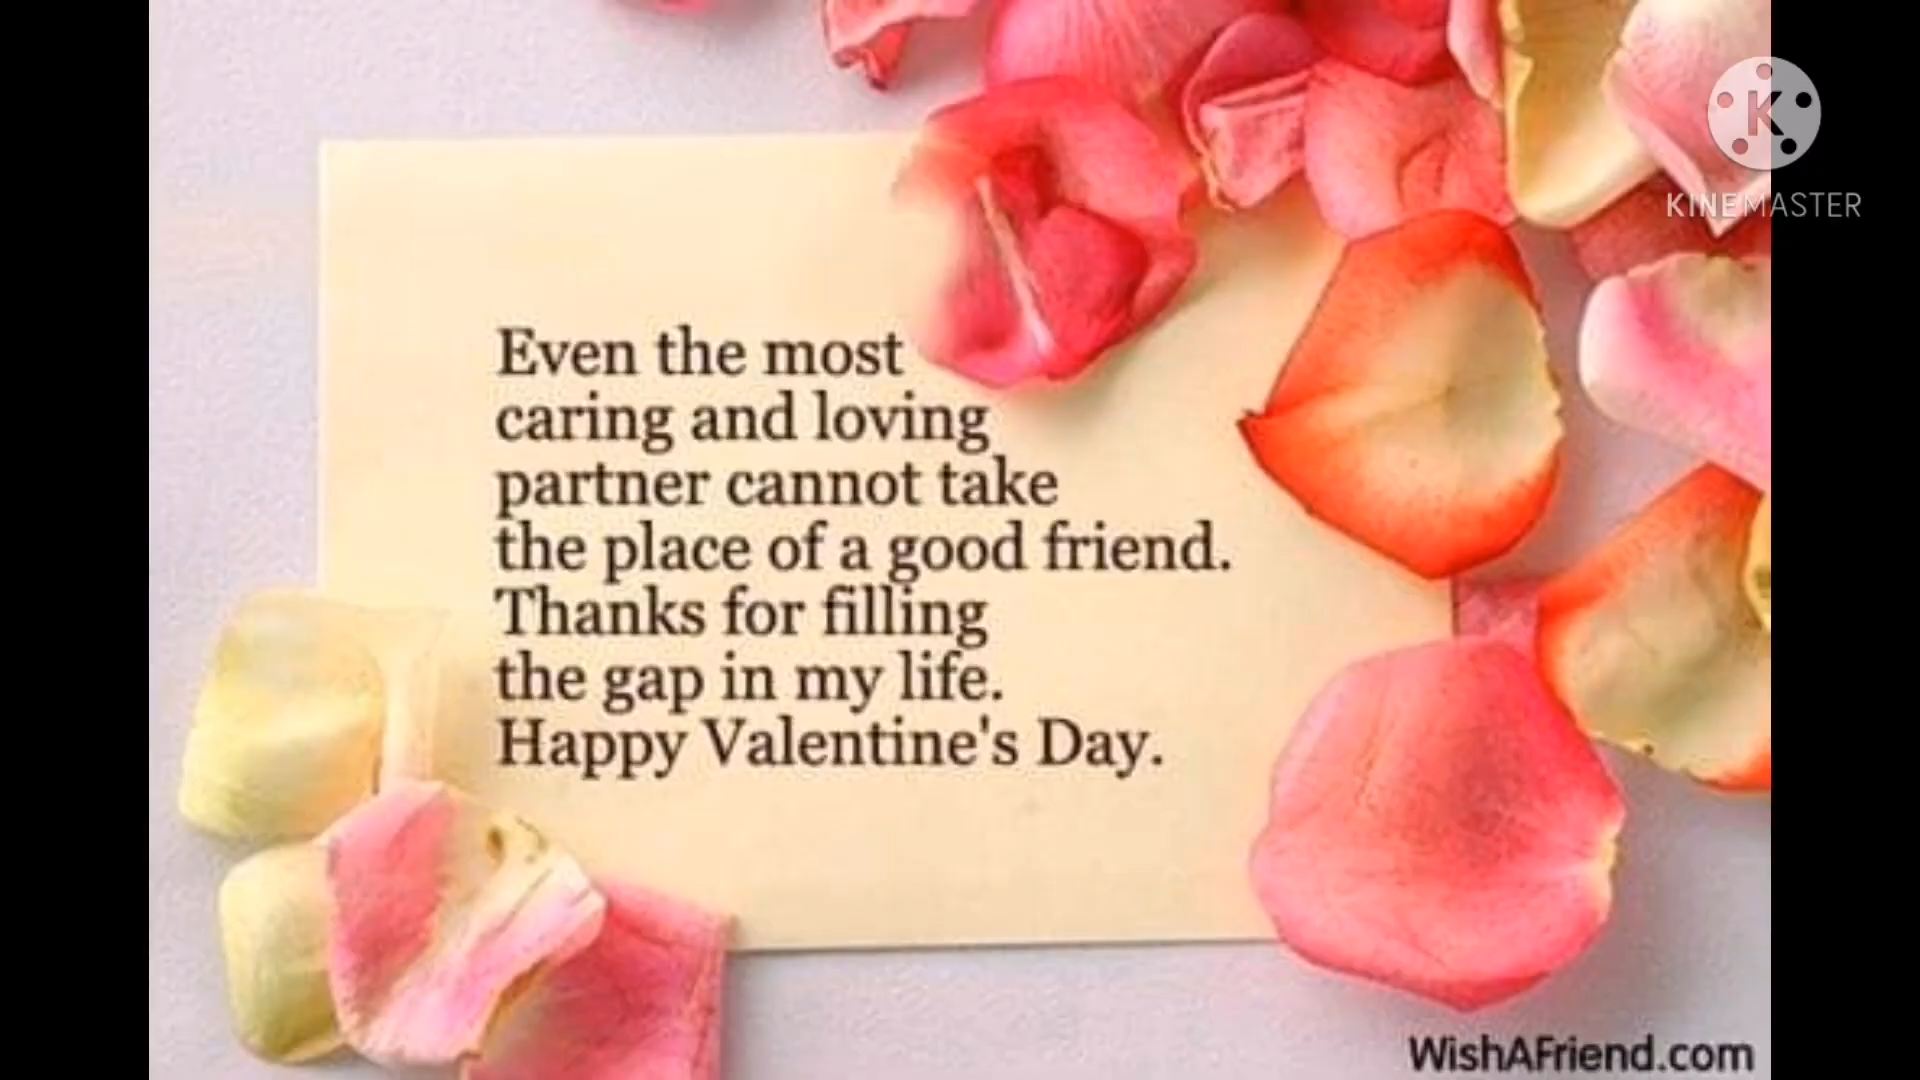 K
KINEMASTER
Even the most
caring and loving
partner cannot take
the place of a good friend.
Thanks for filling
the gap in my life.
Happy Valentine's Day.
WishAFriend.com